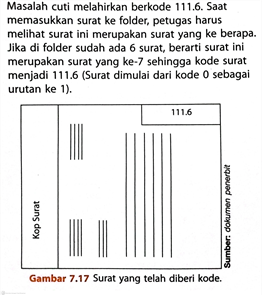 Masalah cuti melahirkan berkode 111.6. Saat
memasukkan surat ke folder, petugas harus
melihat surat ini merupakan surat yang ke berapa.
Jika di folder sudah ada 6 surat, berarti surat ini
merupakan surat yang ke-7 sehingga kode surat
menjadi 111.6 (Surat dimulai dari kode 0 sebagai
urutan ke 1).
111.6
Kop Surat
Sumber: dokumen penerbit
Gambar 7.17 Surat yang telah diberi kode.